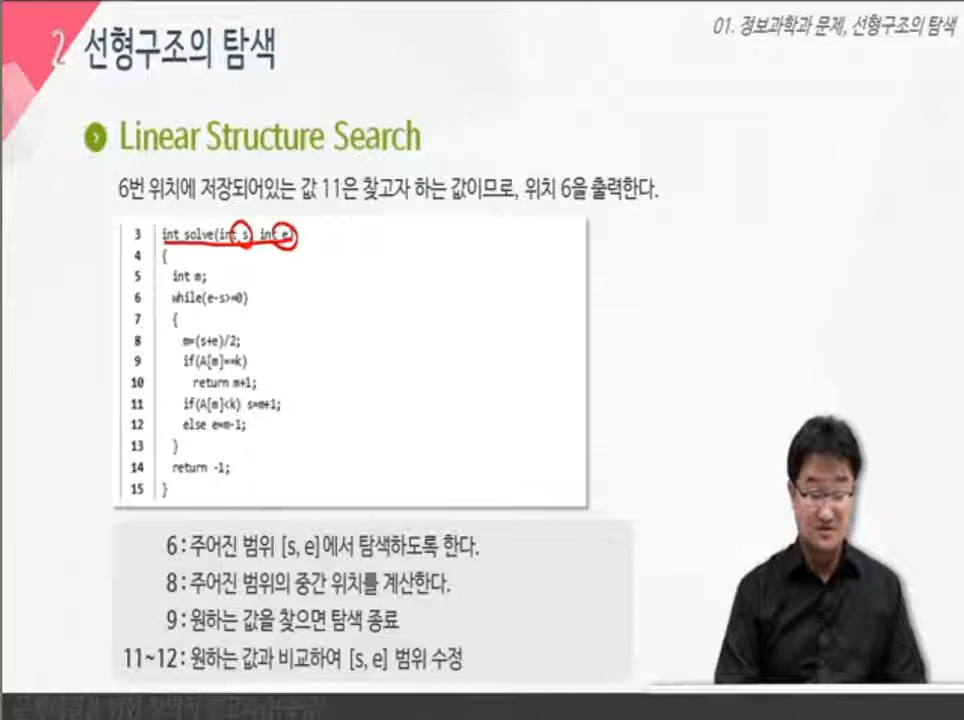 01. 정보과학과 문제, 선형구조의 탐색
2 선형구조의 탐색
Linear Structure Search
6번 위치에 저장되어있는 값 11은 찾고자 하는 값이므로, 위치 6을 출력한다.
3 int solve(int s, int e)
4 {
5 int m;
6 while(e-s>=0)
7 {
8 m=(s+e)/2;
9 if(A[m]==k)
10 return m+1;
11 if(A[m]<k) s=m+1;
12 else e=m-1;
13 }
14 return -1;
15 }
6 : 주어진 범위 [s, e]에서 탐색하도록 한다.
8 : 주어진 범위의 중간 위치를 계산한다.
9 : 원하는 값을 찾으면 탐색 종료
11~12 : 원하는 값과 비교하여 [s, e] 범위 수정